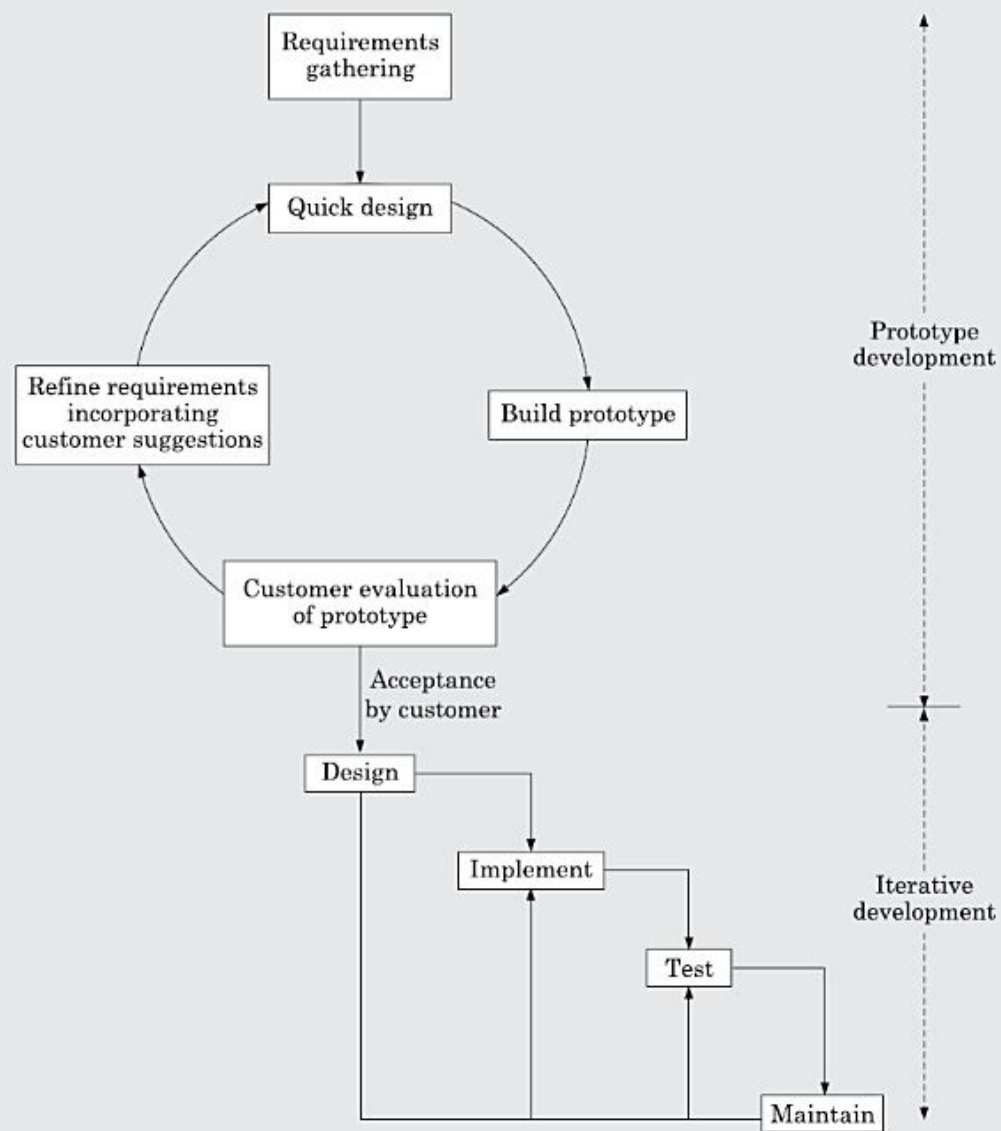 Requirements
gathering
Quick design
Prototype
development
Refine requirements
incorporating
customer suggestions
Build prototype
Customer evaluation
of prototype
Acceptance
by customer
Design
Implement
Iterative
development
Test
Maintain